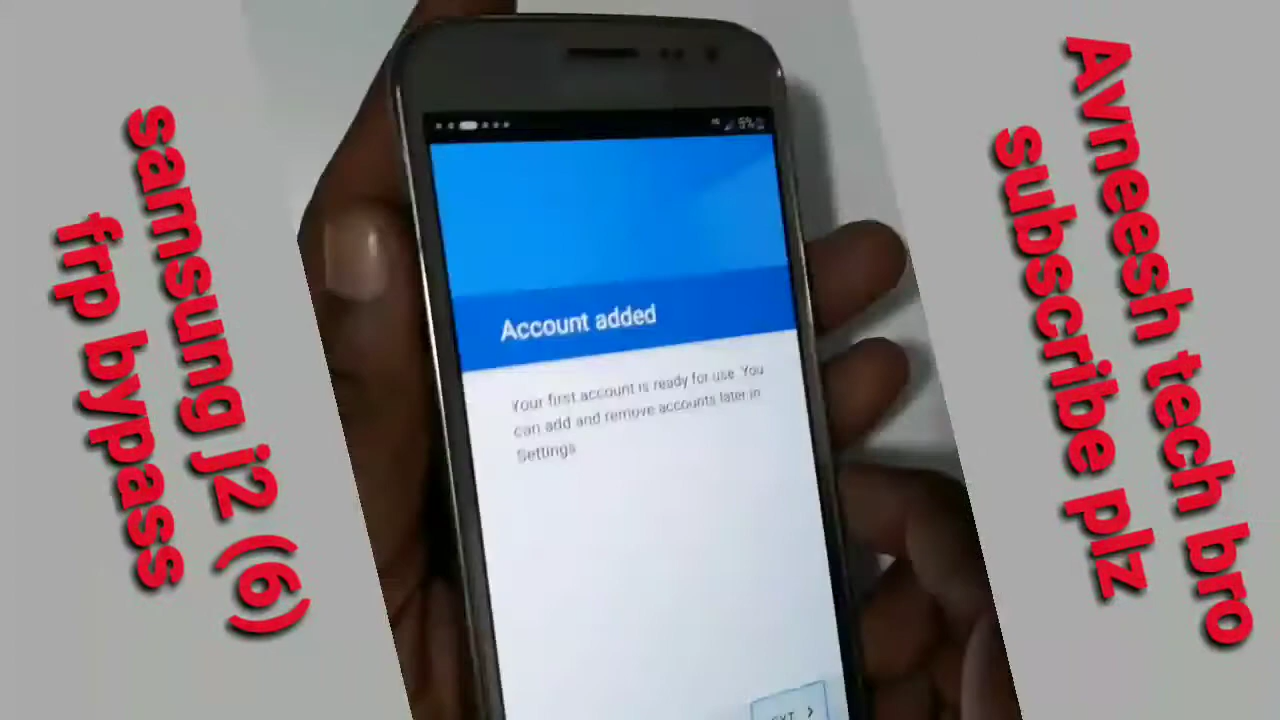 samsung j2 (6)
frp bypass
6%
Account added
Your first account is ready for use. You
can add and remove accounts later in
Settings
Avneesh tech bro
subscribe plz